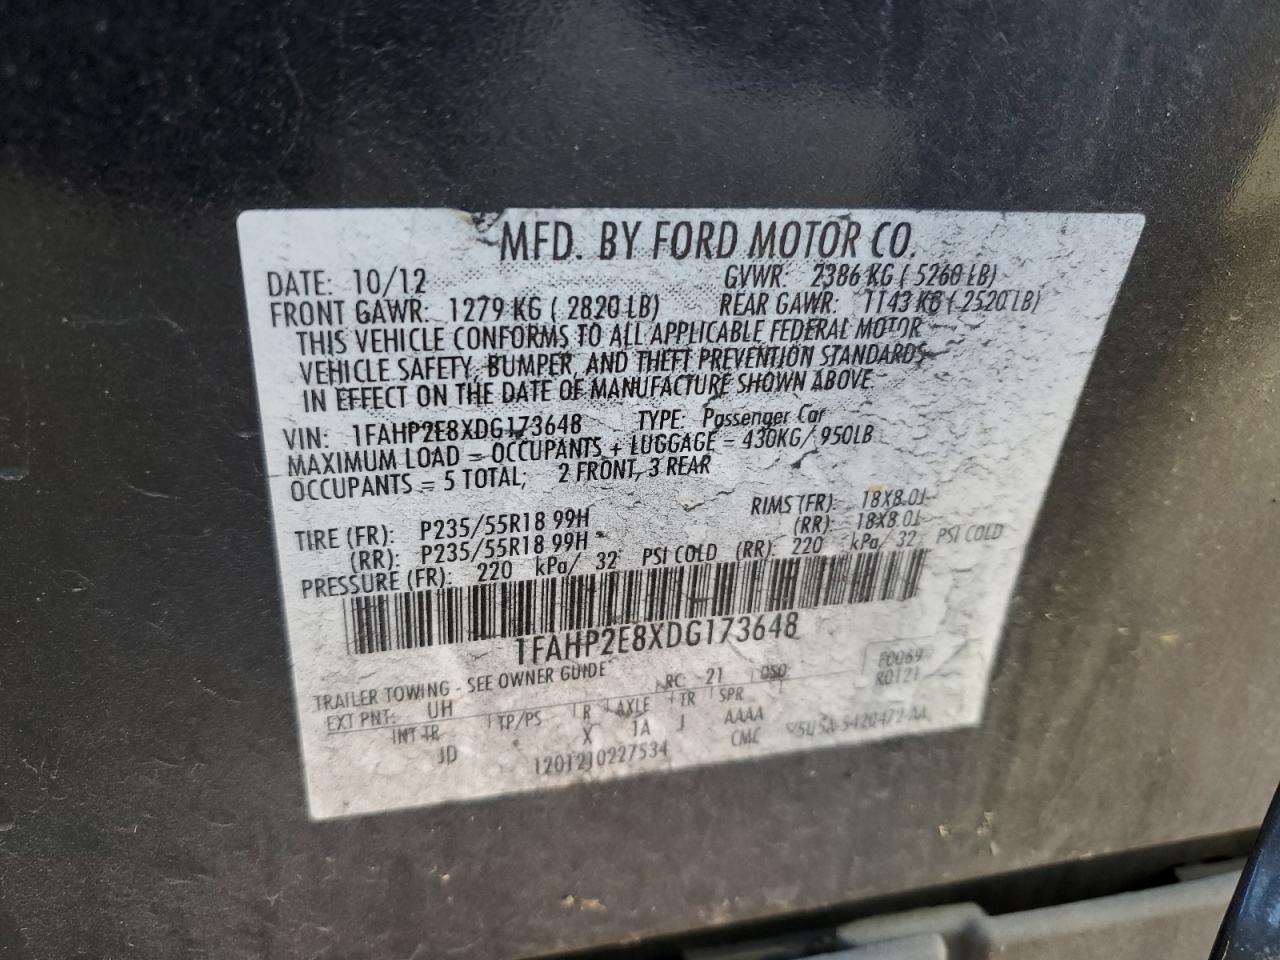 MFD. BY FORD MOTOR CO.
DATE: 10/12 GVWR: 2386 KG ( 5260 LB)
FRONT GAWR: 1279 KG ( 2820 LB) REAR GAWR: 1143 KG ( 2520 LB)
THIS VEHICLE CONFORMS TO ALL APPLICABLE FEDERAL MOTOR
VEHICLE SAFETY, BUMPER, AND THEFT PREVENTION STANDARDS
IN EFFECT ON THE DATE OF MANUFACTURE SHOWN ABOVE.
VIN: 1FAHP2E8XDG173648 TYPE: Passenger Car
MAXIMUM LOAD = OCCUPANTS + LUGGAGE = 430KG/ 950LB
OCCUPANTS = 5 TOTAL; 2 FRONT, 3 REAR
TIRE (FR): P235/55R18 99H RIMS (FR): 18X8.0J
(RR): P235/55R18 99H (RR): 18X8.0J
PRESSURE (FR): 220 kPa/ 32 PSI COLD (RR): 220 kPa/ 32 PSI COLD
1FAHP2E8XDG173648
TRAILER TOWING - SEE OWNER GUIDE RC: 21 DSO: F0069
R0121
EXT PNT: UH
INT TR TP/PS R AXLE TR SPR
JD X 1A J AAAA
1201210227534 CMC